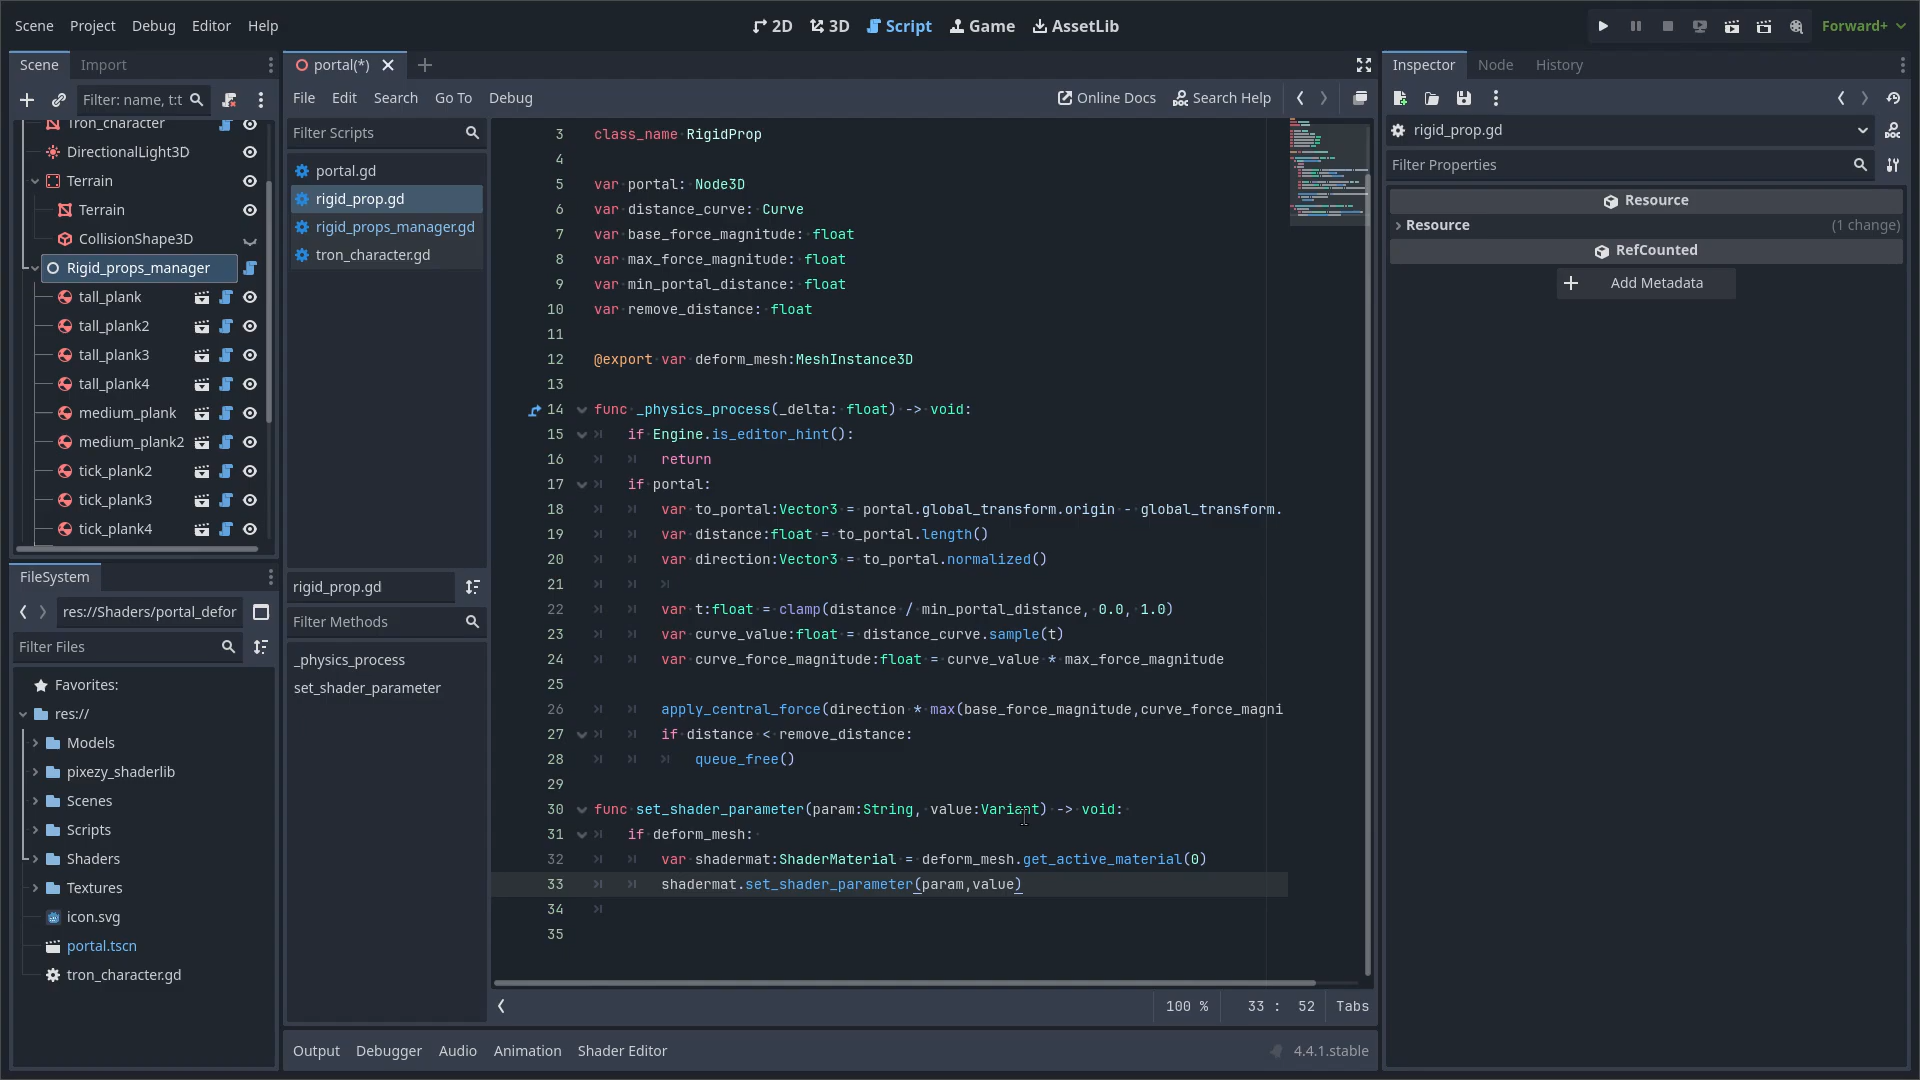 Scene Project Debug Editor Help
2D 3D Script Game AssetLib
Forward+
Scene Import
Filter: name, t:t
Tron_character
DirectionalLight3D
Terrain
Terrain
CollisionShape3D
Rigid_props_manager
tall_plank
tall_plank2
tall_plank3
tall_plank4
medium_plank
medium_plank2
tick_plank2
tick_plank3
tick_plank4
FileSystem
res://Shaders/portal_defor
Filter Files
Favorites:
res://
Models
pixezy_shaderlib
Scenes
Scripts
Shaders
Textures
icon.svg
portal.tscn
tron_character.gd
portal(*)
File Edit Search Go To Debug
Online Docs Search Help
Filter Scripts
portal.gd
rigid_prop.gd
rigid_props_manager.gd
tron_character.gd
rigid_prop.gd
Filter Methods
_physics_process
set_shader_parameter
3 class_name RigidProp
4
5 var portal: Node3D
6 var distance_curve: Curve
7 var base_force_magnitude: float
8 var max_force_magnitude: float
9 var min_portal_distance: float
10 var remove_distance: float
11
12 @export var deform_mesh:MeshInstance3D
13
14 func _physics_process(_delta: float) -> void:
15 if Engine.is_editor_hint():
16 return
17 if portal:
18 var to_portal:Vector3 = portal.global_transform.origin - global_transform.
19 var distance:float = to_portal.length()
20 var direction:Vector3 = to_portal.normalized()
21
22 var t:float = clamp(distance / min_portal_distance, 0.0, 1.0)
23 var curve_value:float = distance_curve.sample(t)
24 var curve_force_magnitude:float = curve_value * max_force_magnitude
25
26 apply_central_force(direction * max(base_force_magnitude,curve_force_magni
27 if distance < remove_distance:
28 queue_free()
29
30 func set_shader_parameter(param:String, value:Variant) -> void:
31 if deform_mesh:
32 var shadermat:ShaderMaterial = deform_mesh.get_active_material(0)
33 shadermat.set_shader_parameter(param,value)
34
35
100 % 33 : 52 Tabs
Output Debugger Audio Animation Shader Editor
4.4.1.stable
Inspector Node History
rigid_prop.gd
Filter Properties
Resource
Resource (1 change)
RefCounted
Add Metadata